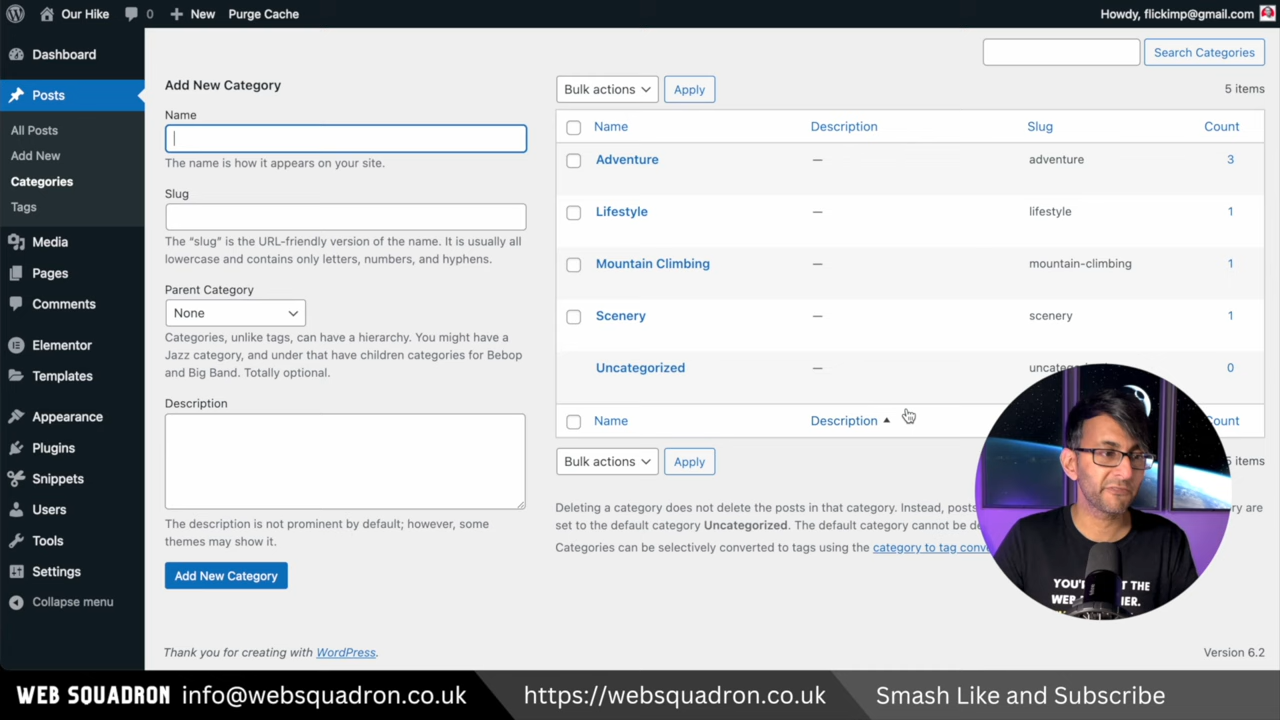 Our Hike 0 New Purge Cache Howdy, flickimp@gmail.com
Dashboard
Posts
All Posts
Add New
Categories
Tags
Media
Pages
Comments
Elementor
Templates
Appearance
Plugins
Snippets
Users
Tools
Settings
Collapse menu
Search Categories
Add New Category
Name
The name is how it appears on your site.
Slug
The “slug” is the URL-friendly version of the name. It is usually all
lowercase and contains only letters, numbers, and hyphens.
Parent Category
None
Categories, unlike tags, can have a hierarchy. You might have a
Jazz category, and under that have children categories for Bebop
and Big Band. Totally optional.
Description
The description is not prominent by default; however, some
themes may show it.
Add New Category
Bulk actions Apply 5 items
Name Description Slug Count
Adventure — adventure 3
Lifestyle — lifestyle 1
Mountain Climbing — mountain-climbing 1
Scenery — scenery 1
Uncategorized — 0
Name Description
Bulk actions Apply items
Deleting a category does not delete the posts in that category. Instead, posts are
set to the default category Uncategorized. The default category cannot be
Categories can be selectively converted to tags using the category to tag
Thank you for creating with WordPress. Version 6.2
WEB SQUADRON info@websquadron.co.uk https://websquadron.co.uk Smash Like and Subscribe